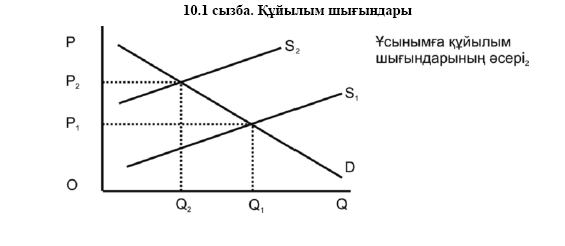 10.1 сызба. Құйылым шығындары
P
S₂
Ұсынымға құйылым
шығындарының әсері₂
P₂
S₁
P₁
D
O
Q₂
Q₁
Q